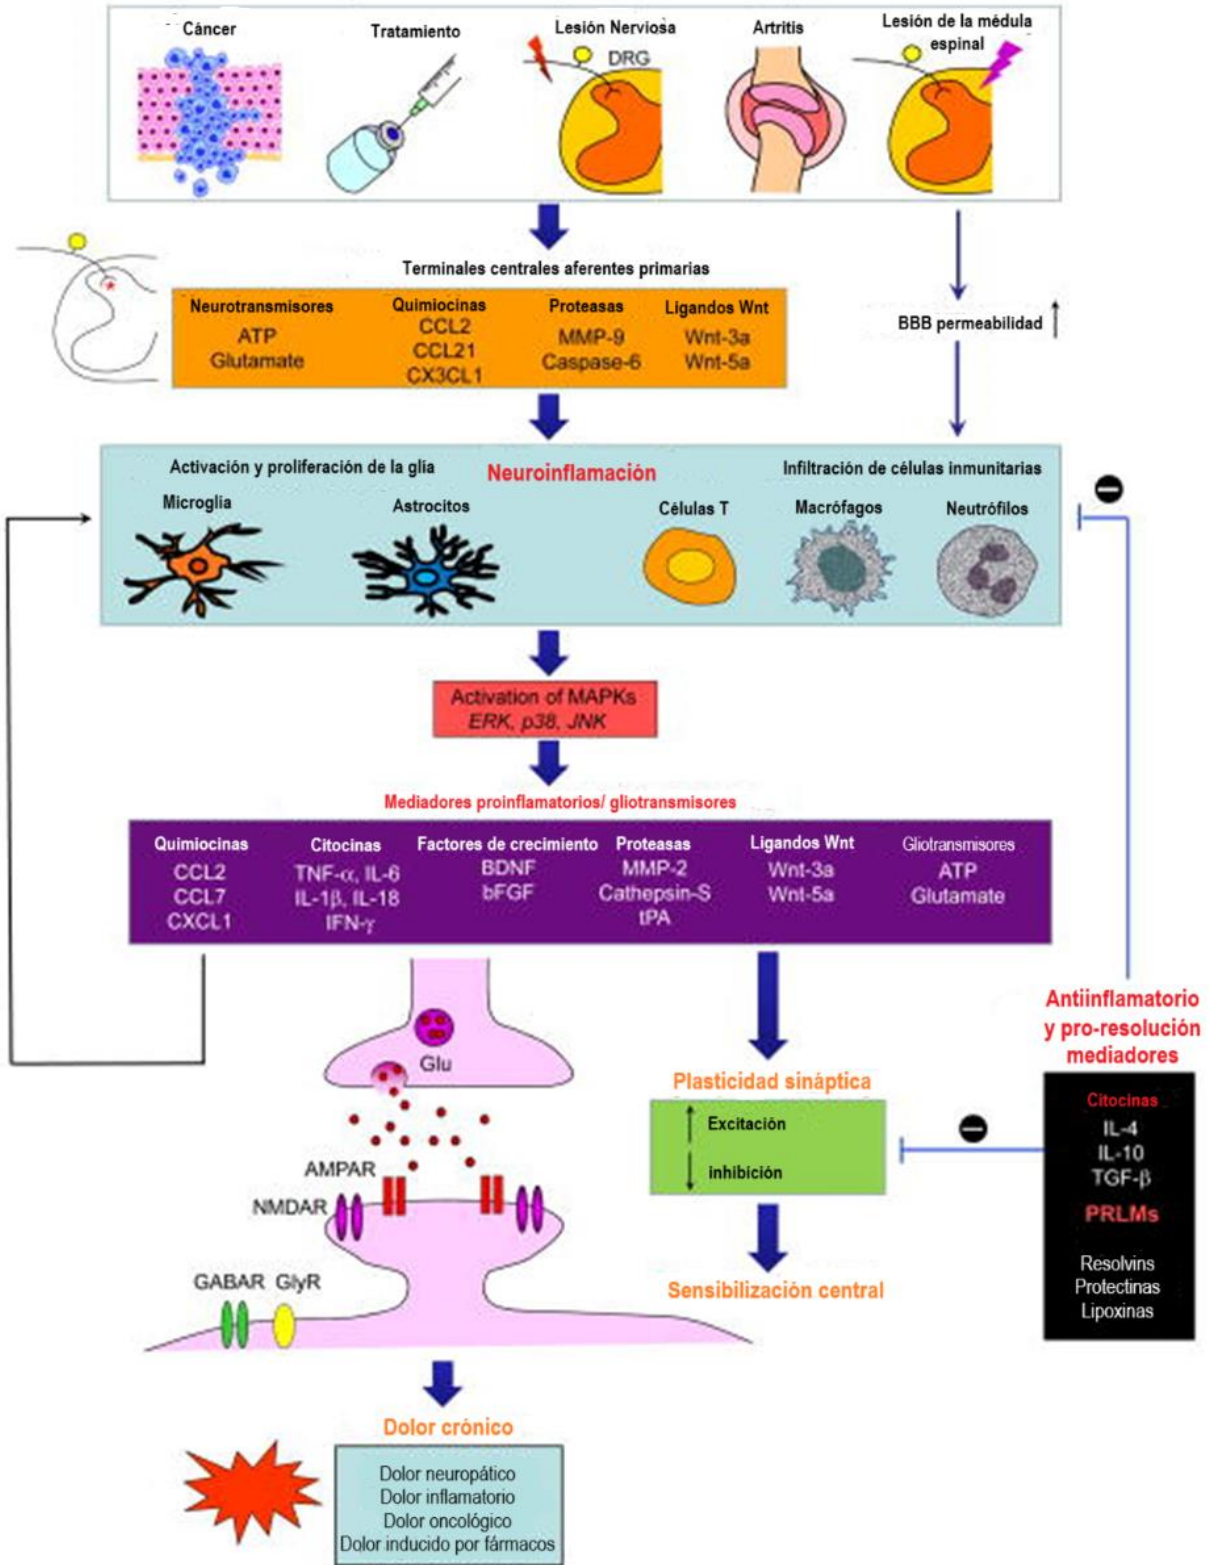 Cáncer
Tratamiento
Lesión Nerviosa
DRG
Artritis
Lesión de la médula
espinal
Terminales centrales aferentes primarias
Neurotransmisores
ATP
Glutamate
Quimiocinas
CCL2
CCL21
CX3CL1
Proteasas
MMP-9
Caspase-6
Ligandos Wnt
Wnt-3a
Wnt-5a
BBB permeabilidad
Activación y proliferación de la glía
Neuroinflamación
Infiltración de células inmunitarias
Microglía
Astrocitos
Células T
Macrófagos
Neutrófilos
Activation of MAPKs
ERK, p38, JNK
Mediadores proinflamatorios/ gliotransmisores
Quimiocinas
CCL2
CCL7
CXCL1
Citocinas
TNF-α, IL-6
IL-1β, IL-18
IFN-γ
Factores de crecimiento
BDNF
bFGF
Proteasas
MMP-2
Cathepsin-S
tPA
Ligandos Wnt
Wnt-3a
Wnt-5a
Gliotransmisores
ATP
Glutamate
Glu
AMPAR
NMDAR
GABAR GlyR
Plasticidad sináptica
Excitación
inhibición
Sensibilización central
Antiinflamatorio
y pro-resolución
mediadores
Citocinas
IL-4
IL-10
TGF-β
PRLMs
Resolvins
Protectinas
Lipoxinas
Dolor crónico
Dolor neuropático
Dolor inflamatorio
Dolor oncológico
Dolor inducido por fármacos